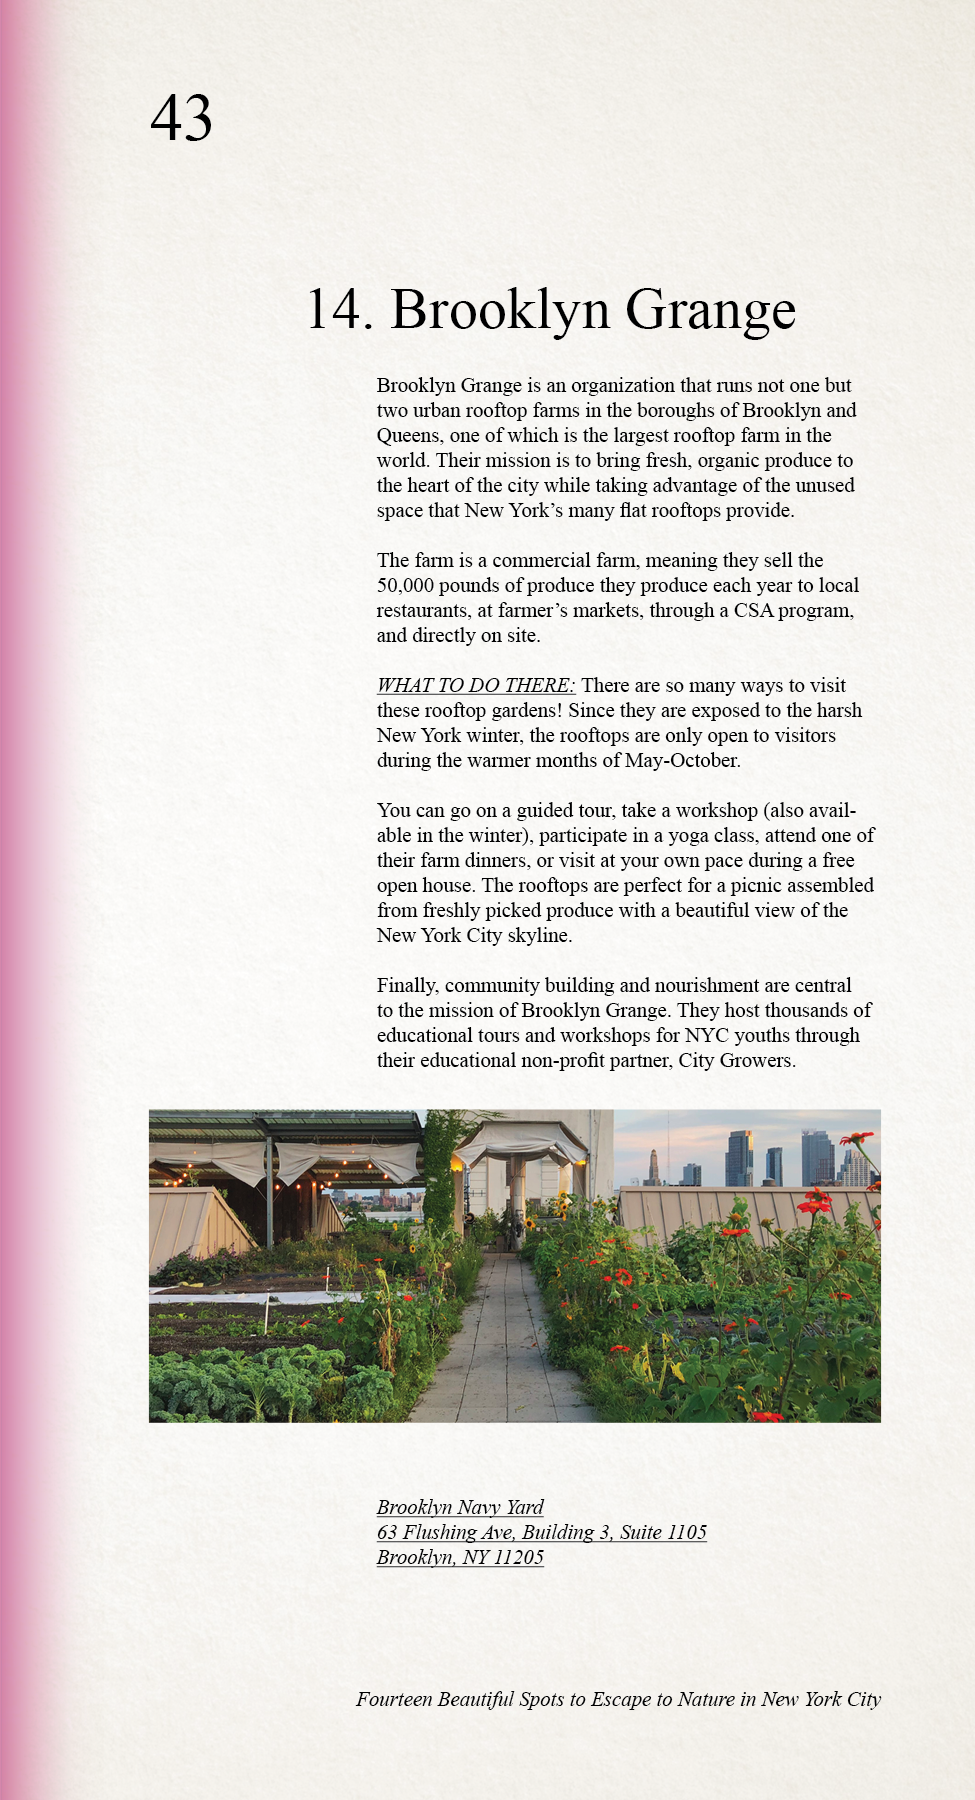 43
14. Brooklyn Grange
Brooklyn Grange is an organization that runs not one but
two urban rooftop farms in the boroughs of Brooklyn and
Queens, one of which is the largest rooftop farm in the
world. Their mission is to bring fresh, organic produce to
the heart of the city while taking advantage of the unused
space that New York’s many flat rooftops provide.
The farm is a commercial farm, meaning they sell the
50,000 pounds of produce they produce each year to local
restaurants, at farmer’s markets, through a CSA program,
and directly on site.
WHAT TO DO THERE: There are so many ways to visit
these rooftop gardens! Since they are exposed to the harsh
New York winter, the rooftops are only open to visitors
during the warmer months of May-October.
You can go on a guided tour, take a workshop (also avail-
able in the winter), participate in a yoga class, attend one of
their farm dinners, or visit at your own pace during a free
open house. The rooftops are perfect for a picnic assembled
from freshly picked produce with a beautiful view of the
New York City skyline.
Finally, community building and nourishment are central
to the mission of Brooklyn Grange. They host thousands of
educational tours and workshops for NYC youths through
their educational non-profit partner, City Growers.
Brooklyn Navy Yard
63 Flushing Ave, Building 3, Suite 1105
Brooklyn, NY 11205
Fourteen Beautiful Spots to Escape to Nature in New York City